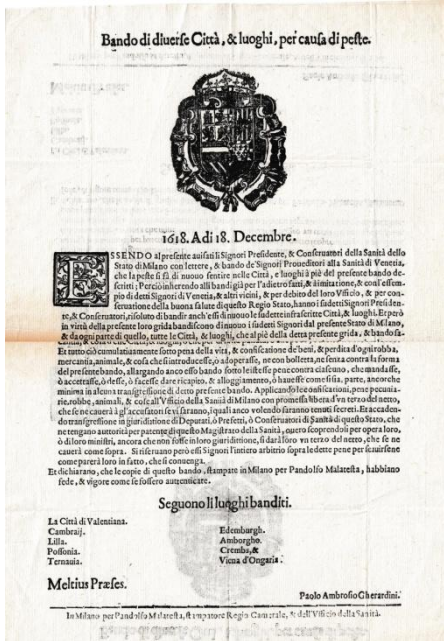 Bando di diuerse Città, & luoghi, per causa di peste.
1618. Adi 18. Decembre.
ESSENDO al presente auisati li Signori Presidente, & Conseruatori della Sanità dello
Stato di Milano con lettere, & bando de' Signori Proueditori alla Sanità di Venetia,
che la peste si fà di nuouo sentire nelle Città, e luoghi à piè del presente bando de-
scritti; Perciò inherendo alli bandi già per l'adietro fatti, & à imitatione, & con l'essem-
pio di detti Signori di Venetia, & altri vicini, & per debito del loro Vfficio, & per con-
seruatione della buona salute di questo Regio Stato, hanno i sudetti Signori Presiden-
te, & Conseruatori, risoluto di bandir anch'essi di nuouo le sudette infrascritte Città, & luoghi. Et però
in virtù della presente loro grida bandiscono di nuouo i sudetti Signori dal presente Stato di Milano,
& da ogni parte di quello, tutte le Città, & luoghi, che al piè della detta presente grida, & bando sa-
Et tutto ciò cumulatiuamente sotto pena della vita, & confiscatione de' beni, & perdita d'ogni robba,
mercantia, animale, & cosa che s'introducesse, ò adoperasse, ne con bolletta, ne senza contra la forma
del presente bando, allargando anco esso bando sotto le istesse pene contra ciascuno, che mandasse,
ò accettasse, ò desse, ò facesse dare ricapito, & alloggiamento, ò hauesse come si sia, parte, ancorche
minima in alcuna transgressione di detto presente bando. Applicando le confiscationi, pene pecunia-
rie, robbe, animali, & cose all'Vfficio della Sanità di Milano con promessa liberal d'vn terzo del netto,
che se ne cauerà à gl'accusatori se vi saranno, i quali anco volendo saranno tenuti secreti. Et accaden-
do transgressione in giuridittione di Deputati, ò Prefetti, ò Conseruatori di Sanità di questo Stato, che
ne tengano autorità per patente di questo Magistrato della Sanità, ouero scoprendosi per opera loro,
ò di loro ministri, ancora che non fosse in loro giuridittione, si darà loro vn terzo del netto, che se ne
cauerà come sopra. Si riseruano però essi Signori l'intiero arbitrio sopra le dette pene per seruirsene
come parerà loro in fatto, che si conuenga.
Et dichiarano, che le copie di questo bando, stampate in Milano per Pandolfo Malatesta, habbiano
fede, & vigore come se fossero autenticate.
Seguono li luoghi banditi.
La Città di Valentiana.
Cambraij.
Lilla.
Possonia.
Ternauia.
Edemburgh.
Amborgho.
Crembs, &
Viena d'Ongaria.
Meltius Præses.
Paolo Ambrosio Gherardini.
In Milano per Pandolfo Malatesta, stampatore Regio Camerale, & dell'Vfficio della Sanità.